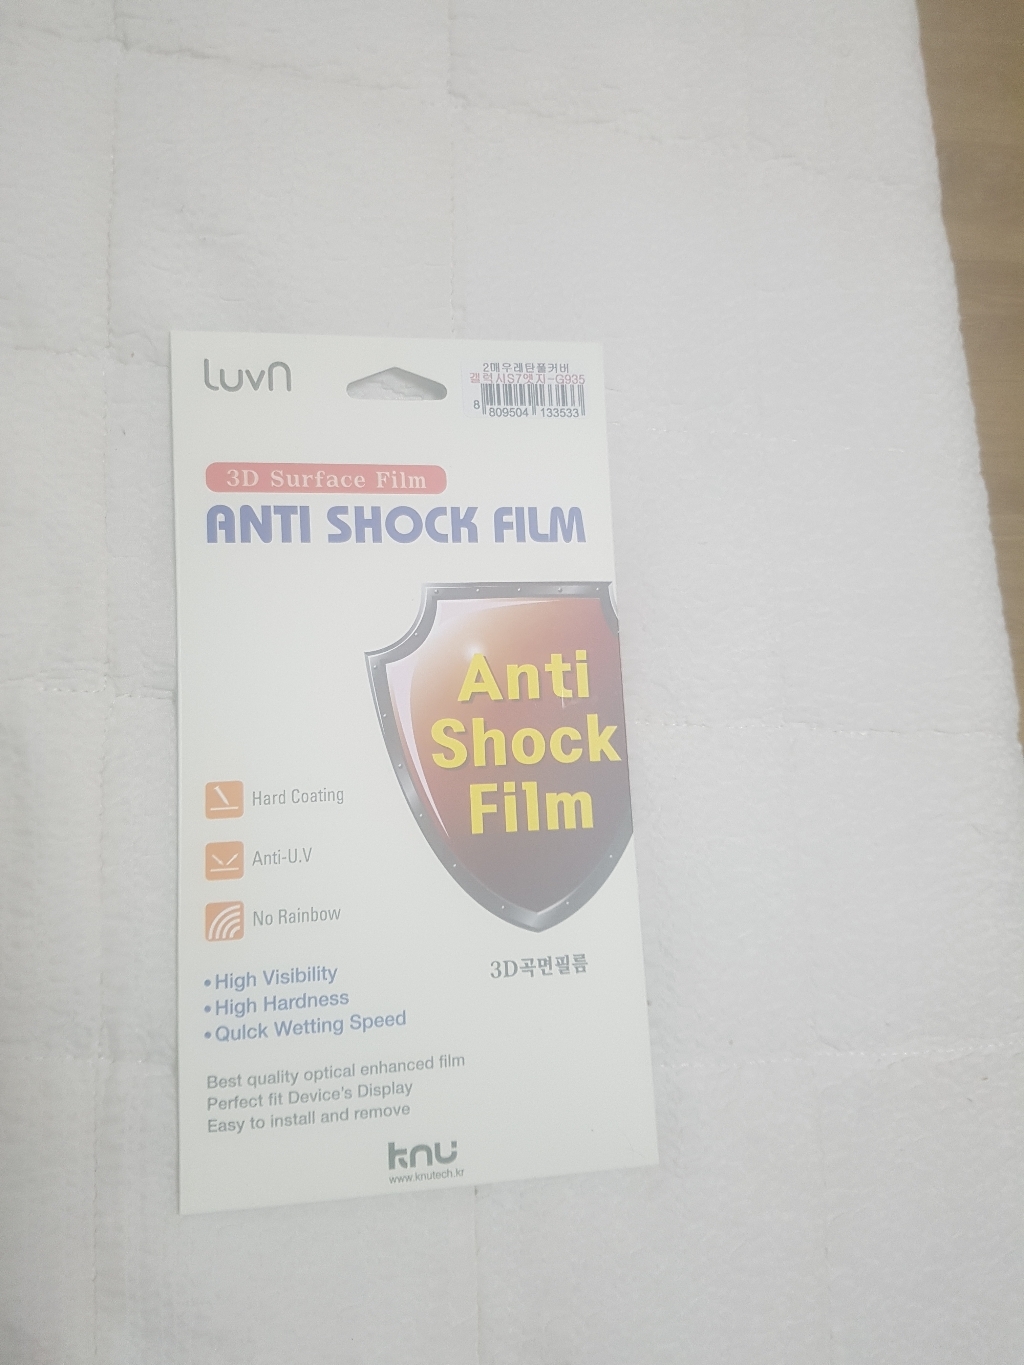 Luvn
2매우레탄풀커버
갤럭시S7엣지-G935
8 809504 133533
3D Surface Film
ANTI SHOCK FILM
Anti
Shock
Film
Hard Coating
Anti-U.V
No Rainbow
•High Visibility
•High Hardness
•Qulck Wetting Speed
3D곡면필름
Best quality optical enhanced film
Perfect fit Device's Display
Easy to install and remove
knu
www.knutech.kr